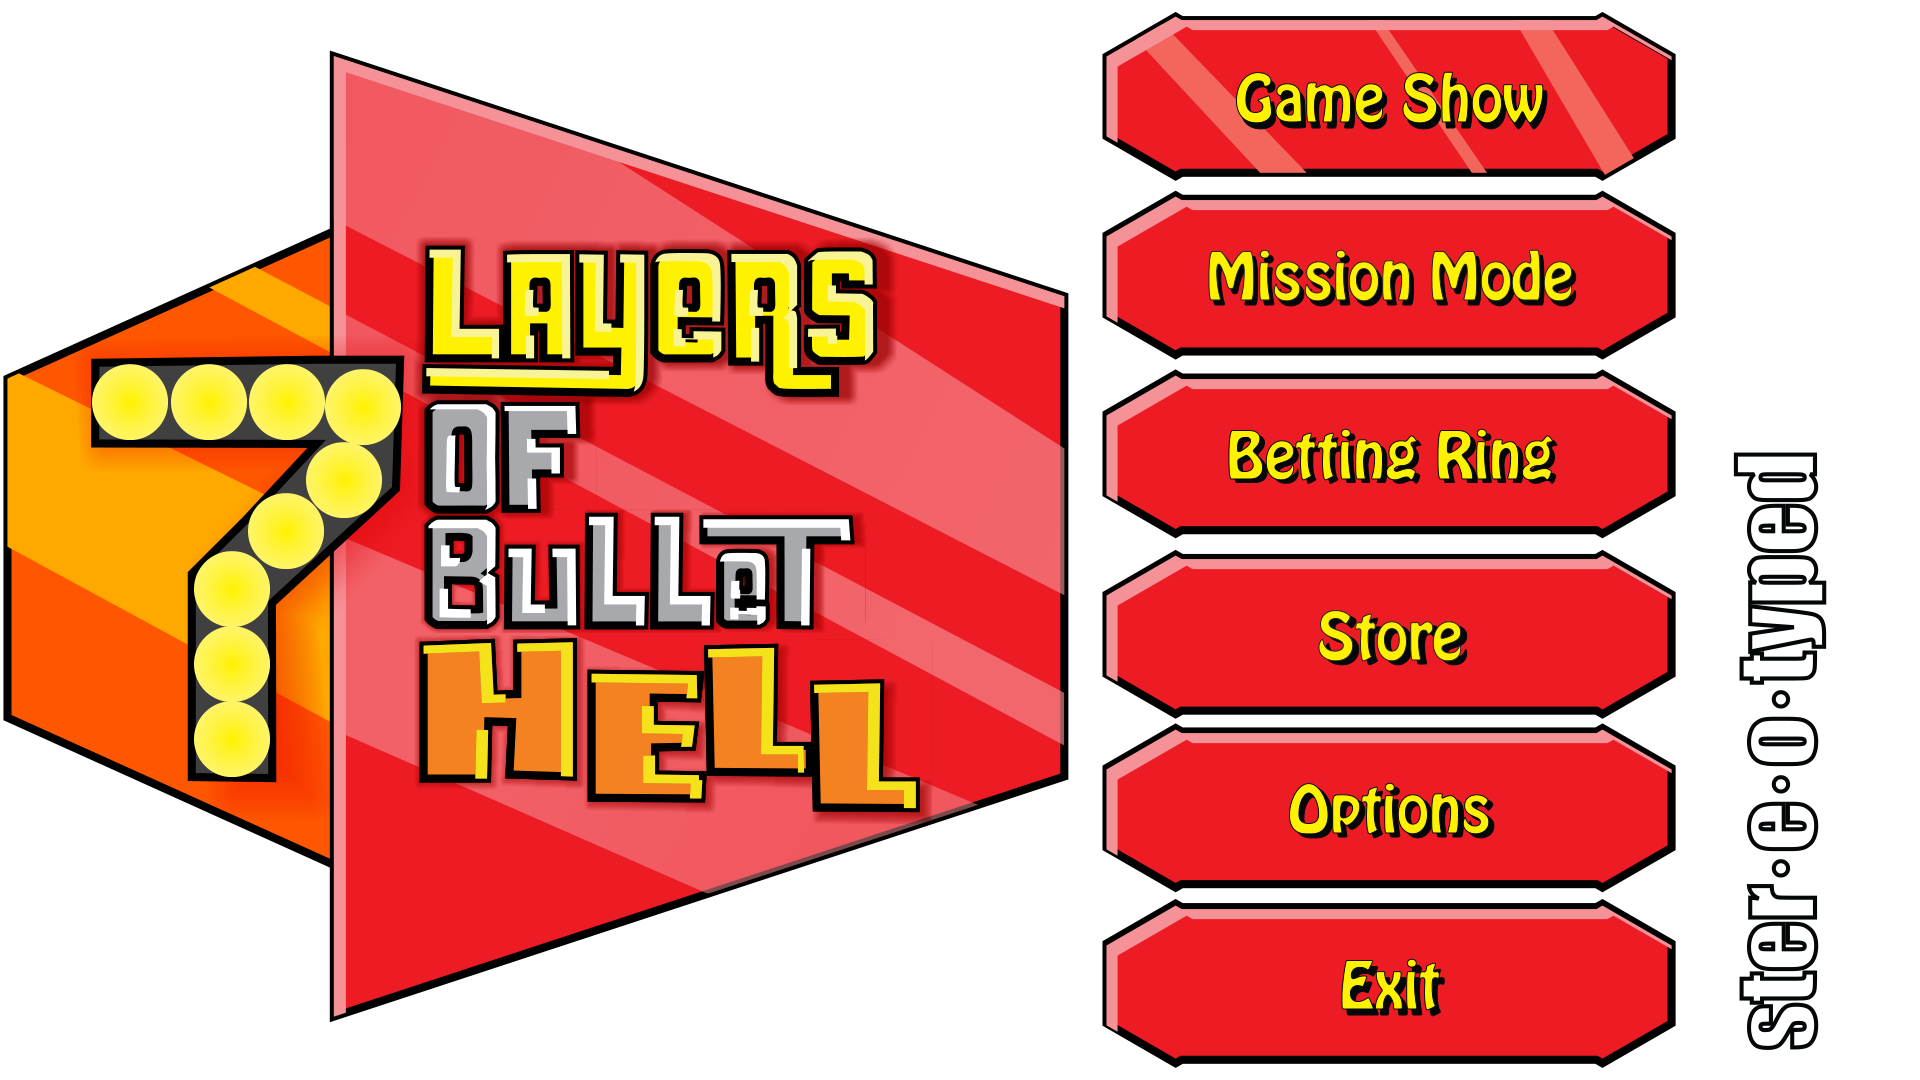 7
LAyeRS
OF
BuLLeT
HeLL
Game Show
Mission Mode
Betting Ring
Store
Options
Exit
ster·e·o·typed